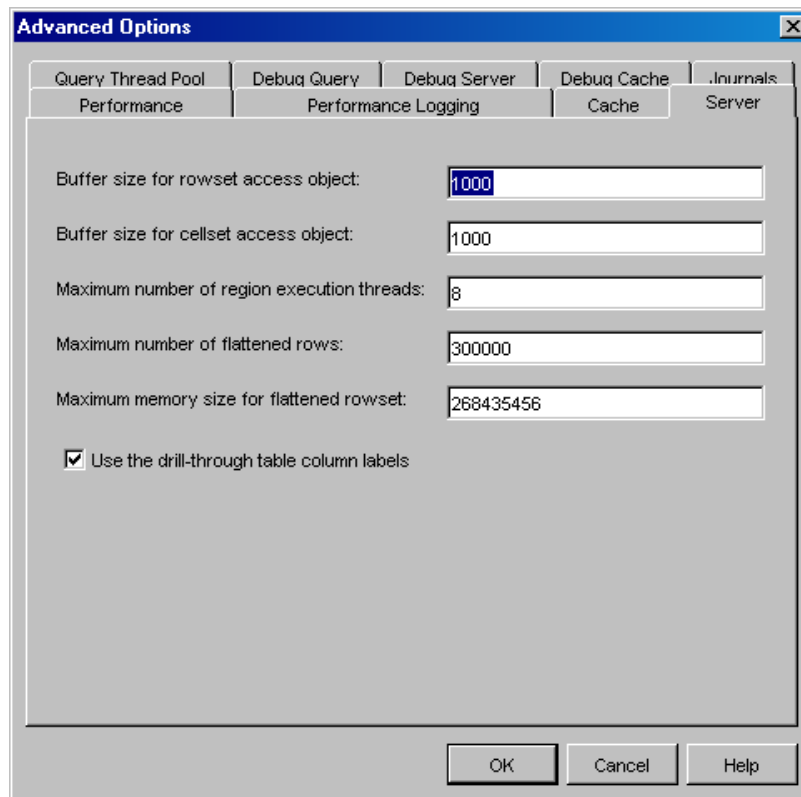 Advanced Options
Query Thread Pool Debug Query Debug Server Debug Cache Journals
Performance Performance Logging Cache Server
Buffer size for rowset access object: 1000
Buffer size for cellset access object: 1000
Maximum number of region execution threads: 8
Maximum number of flattened rows: 300000
Maximum memory size for flattened rowset: 268435456
Use the drill-through table column labels
OK Cancel Help